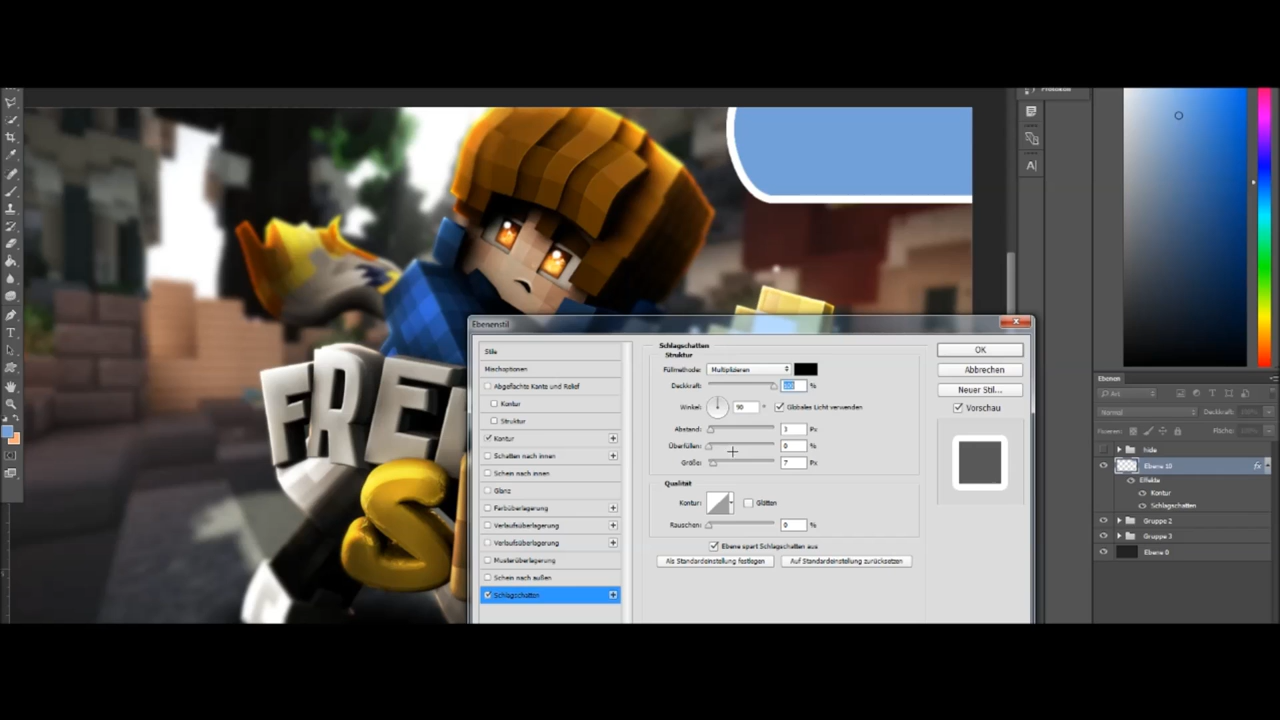 Ebenenstil
Stile
Mischoptionen
Abgeflachte Kante und Relief
Kontur
Struktur
Kontur
Schatten nach innen
Schein nach innen
Glanz
Farbüberlagerung
Verlaufsüberlagerung
Verlaufsüberlagerung
Musterüberlagerung
Schein nach außen
Schlagschatten
Schlagschatten
Struktur
Füllmethode: Multiplizieren
Deckkraft: %
Winkel: 90 ° Globales Licht verwenden
Abstand: 3 Px
Überfüllen: 0 %
Größe: 7 Px
Qualität
Kontur: Glätten
Rauschen: 0 %
Ebene spart Schlagschatten aus
Als Standardeinstellung festlegen Auf Standardeinstellung zurücksetzen
OK
Abbrechen
Neuer Stil...
Vorschau
Ebenen
Art
Normal Deckkraft:
Fixieren: Fläche:
hide
Ebene 10 fx
Effekte
Kontur
Schlagschatten
Gruppe 2
Gruppe 3
Ebene 0
FRE
S